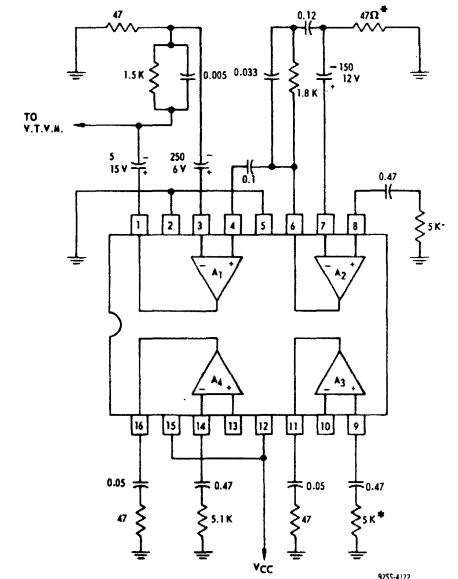 47
0.12
47Ω*
1.5 K
0.005
0.033
1.8 K
-150
12 V
+
TO
V.T.V.M.
5
15 V
-
+
250
6 V
-
+
0.1
0.47
5 K
1
2
3
4
5
6
7
8
- A1 +
- A2 +
- A4 +
- A3 +
16
15
14
13
12
11
10
9
0.05
0.47
0.05
0.47
47
5.1 K
47
5 K*
VCC
92SS-4122